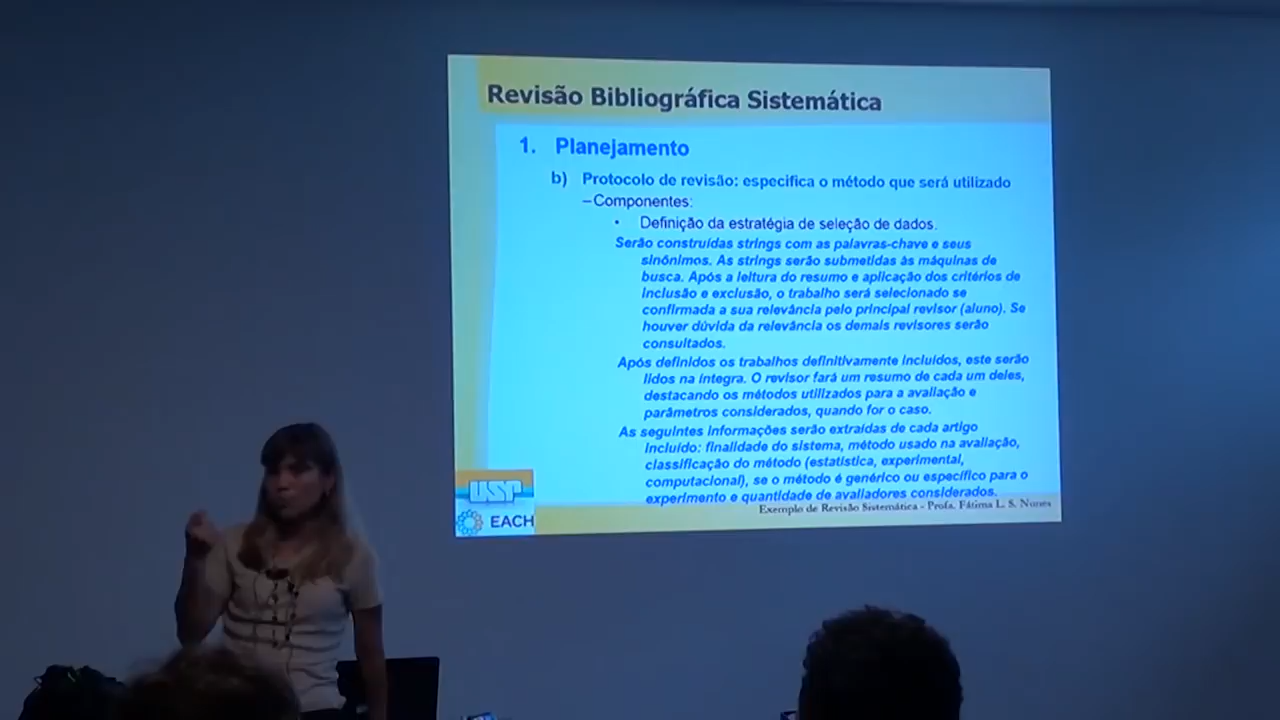 Revisão Bibliográfica Sistemática
1. Planejamento
b) Protocolo de revisão: especifica o método que será utilizado
–Componentes:
• Definição da estratégia de seleção de dados.
Serão construídas strings com as palavras-chave e seus
sinônimos. As strings serão submetidas às máquinas de
busca. Após a leitura do resumo e aplicação dos critérios de
inclusão e exclusão, o trabalho será selecionado se
confirmada a sua relevância pelo principal revisor (aluno). Se
houver dúvida da relevância os demais revisores serão
consultados.
Após definidos os trabalhos definitivamente incluídos, este serão
lidos na íntegra. O revisor fará um resumo de cada um deles,
destacando os métodos utilizados para a avaliação e
parâmetros considerados, quando for o caso.
As seguintes informações serão extraídas de cada artigo
incluído: finalidade do sistema, método usado na avaliação,
classificação do método (estatística, experimental,
computacional), se o método é genérico ou específico para o
experimento e quantidade de avaliadores considerados.
Exemplo de Revisão Sistemática - Profa. Fátima L. S. Nunes
USP
EACH